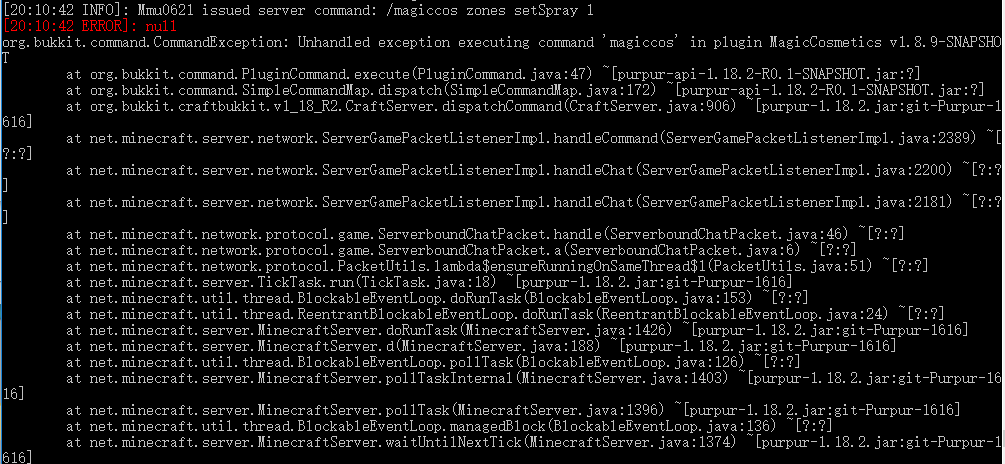 [20:10:42 INFO]: Mmu0621 issued server command: /magiccos zones setSpray 1
[20:10:42 ERROR]: null
org.bukkit.command.CommandException: Unhandled exception executing command 'magiccos' in plugin MagicCosmetics v1.8.9-SNAPSHO
T
at org.bukkit.command.PluginCommand.execute(PluginCommand.java:47) ~[purpur-api-1.18.2-R0.1-SNAPSHOT.jar:?]
at org.bukkit.command.SimpleCommandMap.dispatch(SimpleCommandMap.java:172) ~[purpur-api-1.18.2-R0.1-SNAPSHOT.jar:?]
at org.bukkit.craftbukkit.v1_18_R2.CraftServer.dispatchCommand(CraftServer.java:906) ~[purpur-1.18.2.jar:git-Purpur-1
616]
at net.minecraft.server.network.ServerGamePacketListenerImpl.handleCommand(ServerGamePacketListenerImpl.java:2389) ~[
?:?]
at net.minecraft.server.network.ServerGamePacketListenerImpl.handleChat(ServerGamePacketListenerImpl.java:2200) ~[?:?
]
at net.minecraft.server.network.ServerGamePacketListenerImpl.handleChat(ServerGamePacketListenerImpl.java:2181) ~[?:?
]
at net.minecraft.network.protocol.game.ServerboundChatPacket.handle(ServerboundChatPacket.java:46) ~[?:?]
at net.minecraft.network.protocol.game.ServerboundChatPacket.a(ServerboundChatPacket.java:6) ~[?:?]
at net.minecraft.network.protocol.PacketUtils.lambda$ensureRunningOnSameThread$1(PacketUtils.java:51) ~[?:?]
at net.minecraft.server.TickTask.run(TickTask.java:18) ~[purpur-1.18.2.jar:git-Purpur-1616]
at net.minecraft.util.thread.BlockableEventLoop.doRunTask(BlockableEventLoop.java:153) ~[?:?]
at net.minecraft.util.thread.ReentrantBlockableEventLoop.doRunTask(ReentrantBlockableEventLoop.java:24) ~[?:?]
at net.minecraft.server.MinecraftServer.doRunTask(MinecraftServer.java:1426) ~[purpur-1.18.2.jar:git-Purpur-1616]
at net.minecraft.server.MinecraftServer.d(MinecraftServer.java:188) ~[purpur-1.18.2.jar:git-Purpur-1616]
at net.minecraft.util.thread.BlockableEventLoop.pollTask(BlockableEventLoop.java:126) ~[?:?]
at net.minecraft.server.MinecraftServer.pollTaskInternal(MinecraftServer.java:1403) ~[purpur-1.18.2.jar:git-Purpur-16
16]
at net.minecraft.server.MinecraftServer.pollTask(MinecraftServer.java:1396) ~[purpur-1.18.2.jar:git-Purpur-1616]
at net.minecraft.util.thread.BlockableEventLoop.managedBlock(BlockableEventLoop.java:136) ~[?:?]
at net.minecraft.server.MinecraftServer.waitUntilNextTick(MinecraftServer.java:1374) ~[purpur-1.18.2.jar:git-Purpur-1
616]